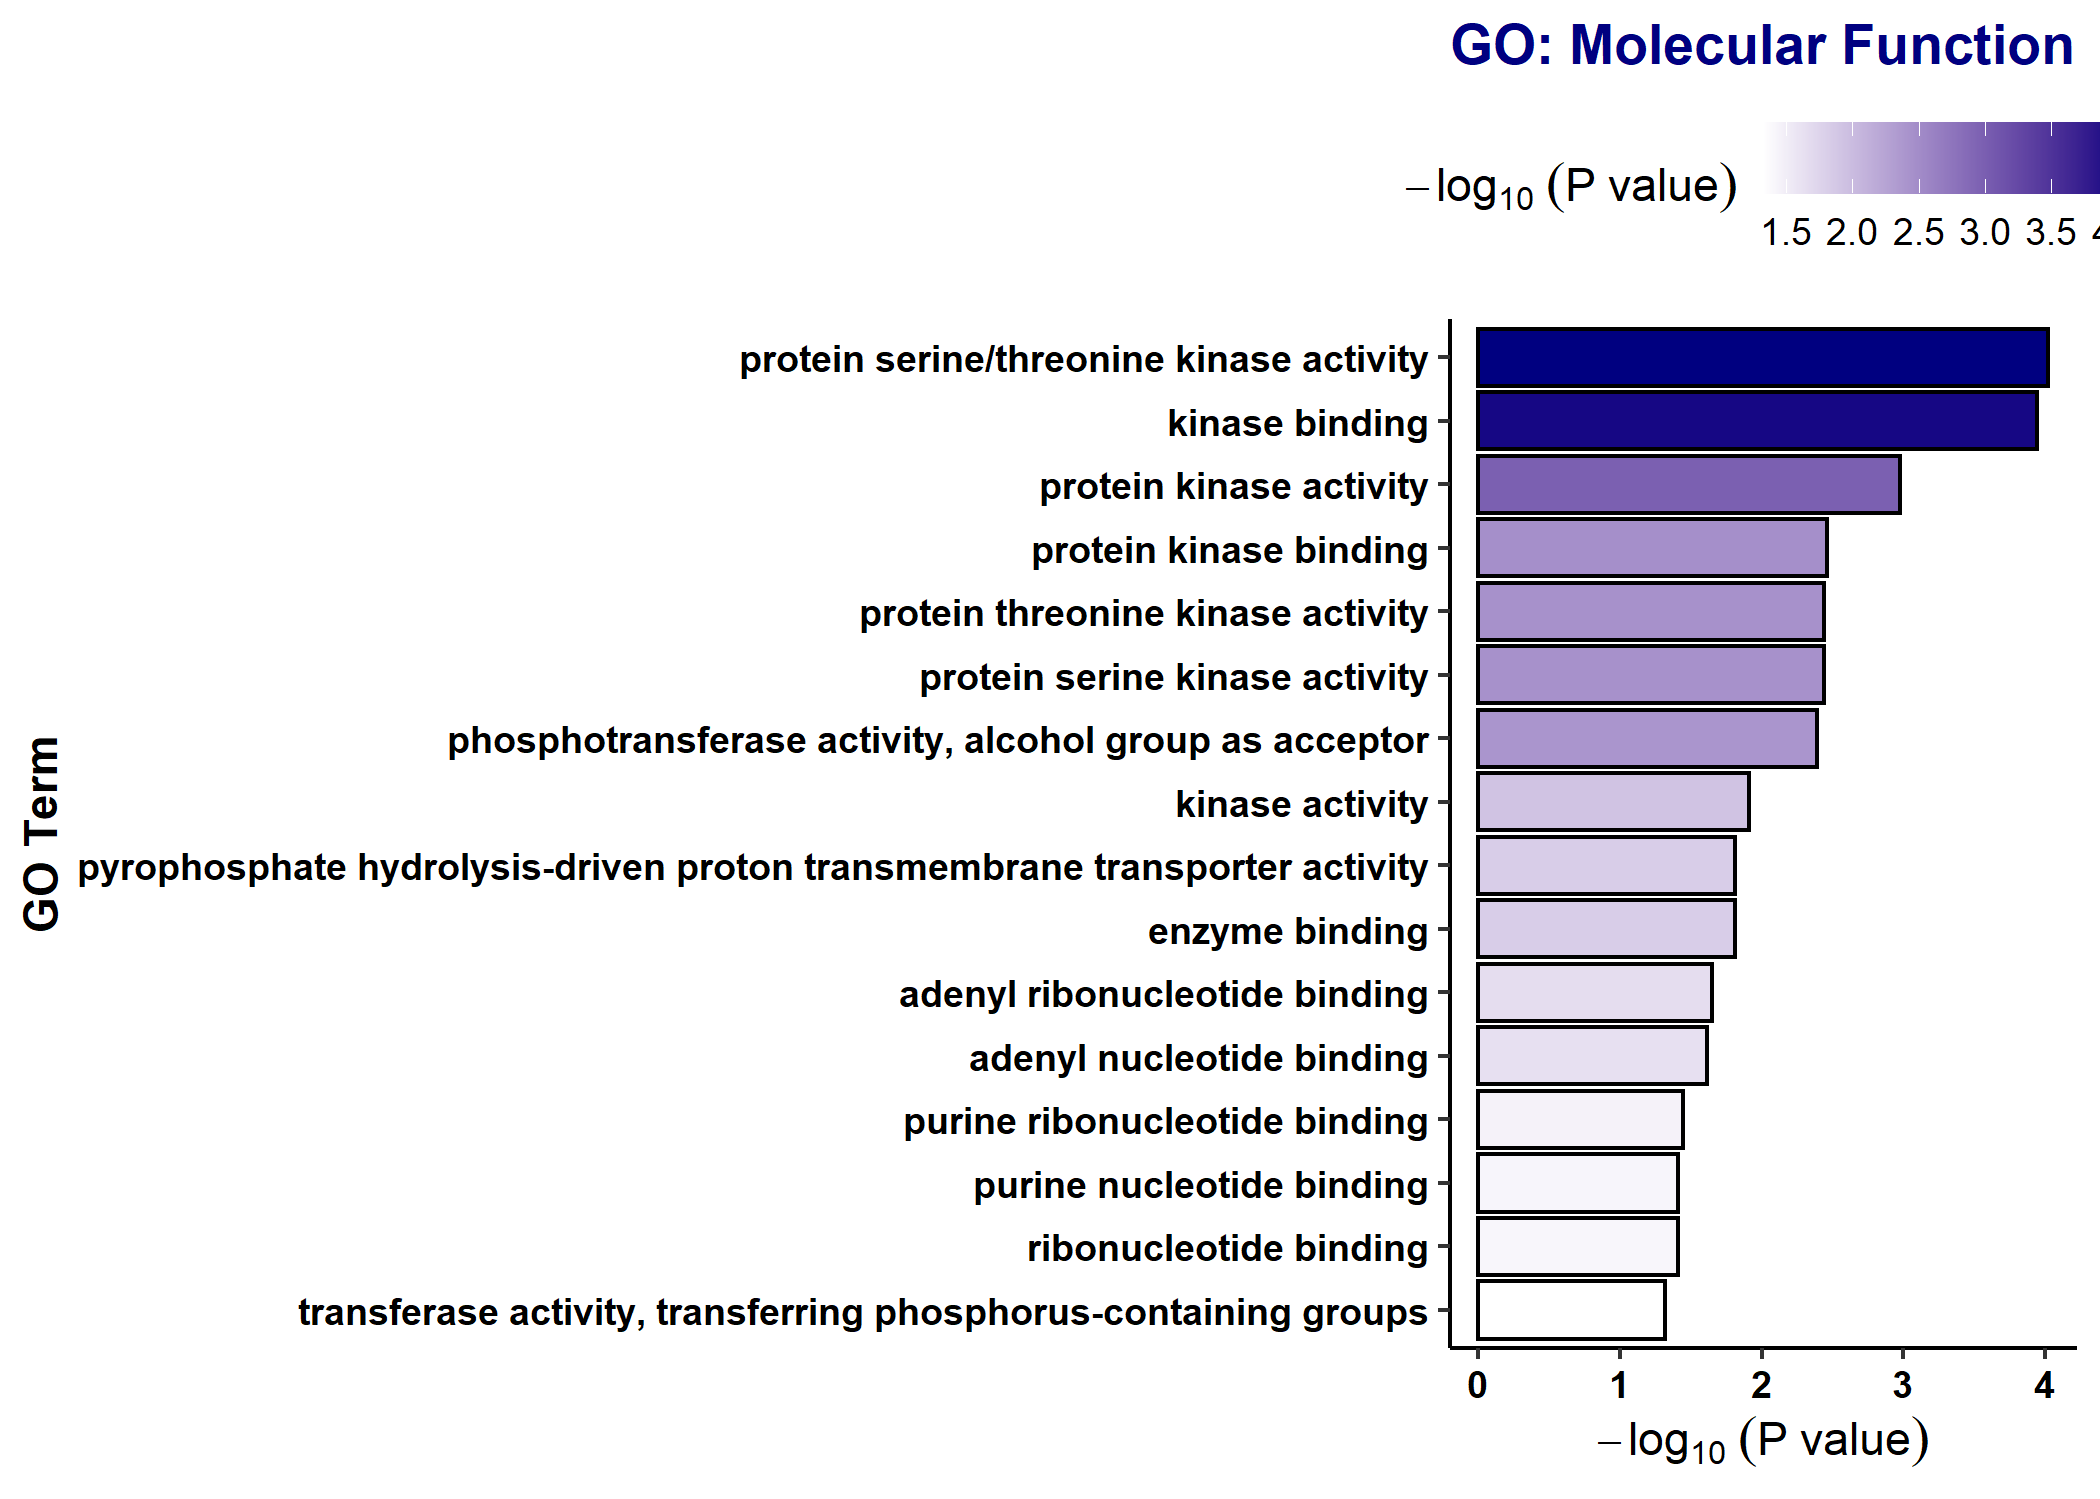 GO: Molecular Function
−log10 (P value)
1.5 2.0 2.5 3.0 3.5
GO Term
protein serine/threonine kinase activity
kinase binding
protein kinase activity
protein kinase binding
protein threonine kinase activity
protein serine kinase activity
phosphotransferase activity, alcohol group as acceptor
kinase activity
pyrophosphate hydrolysis-driven proton transmembrane transporter activity
enzyme binding
adenyl ribonucleotide binding
adenyl nucleotide binding
purine ribonucleotide binding
purine nucleotide binding
ribonucleotide binding
transferase activity, transferring phosphorus-containing groups
0 1 2 3 4
−log10 (P value)